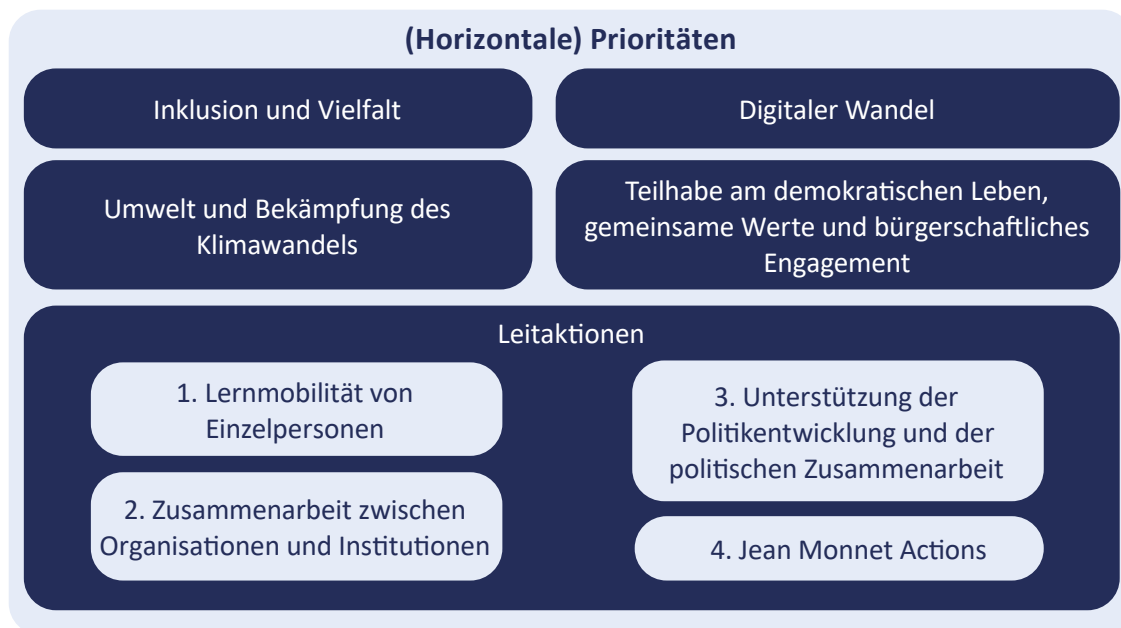 (Horizontale) Prioritäten
Inklusion und Vielfalt
Digitaler Wandel
Umwelt und Bekämpfung des
Klimawandels
Teilhabe am demokratischen Leben,
gemeinsame Werte und bürgerschaftliches
Engagement
Leitaktionen
1. Lernmobilität von
Einzelpersonen
2. Zusammenarbeit zwischen
Organisationen und Institutionen
3. Unterstützung der
Politikentwicklung und der
politischen Zusammenarbeit
4. Jean Monnet Actions